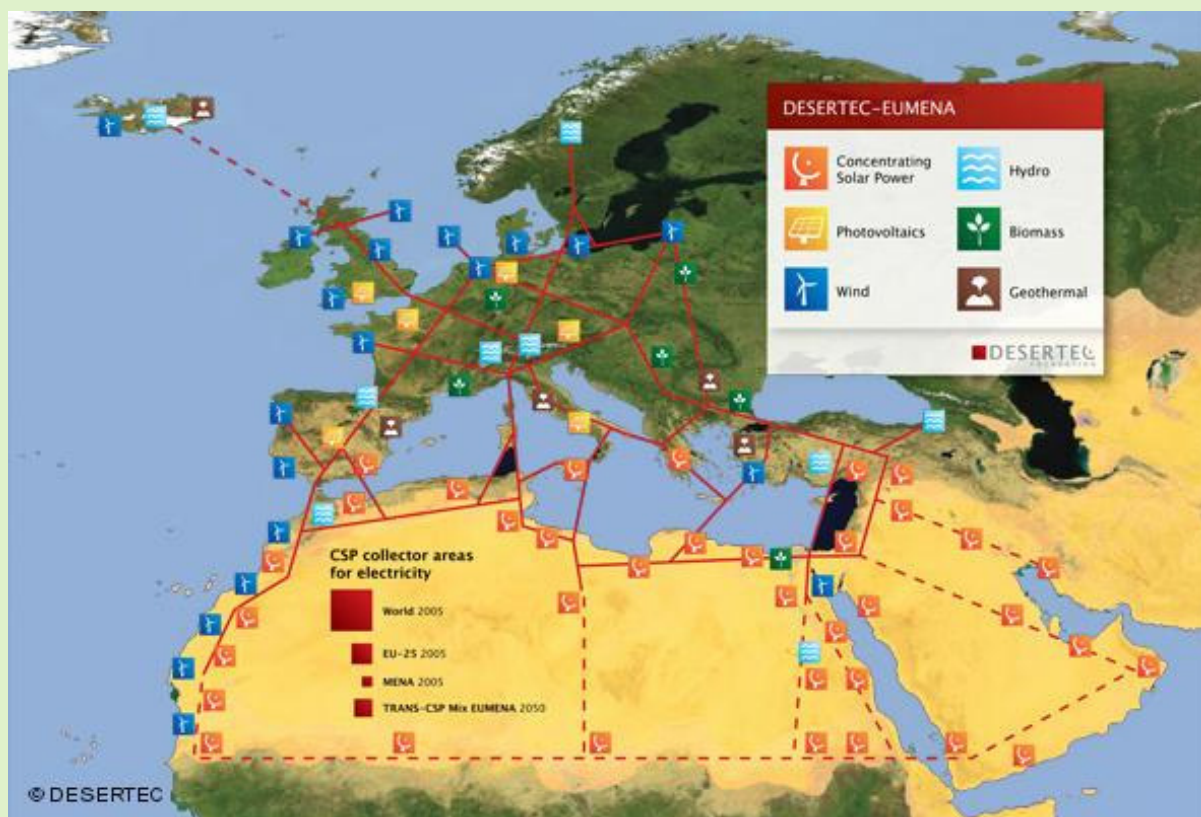 DESERTEC-EUMENA
Concentrating
Solar Power
Hydro
Photovoltaics
Biomass
Wind
Geothermal
DESERTEC
FOUNDATION
CSP collector areas
for electricity
World 2005
EU-25 2005
MENA 2005
TRANS-CSP Mix EUMENA 2050
© DESERTEC